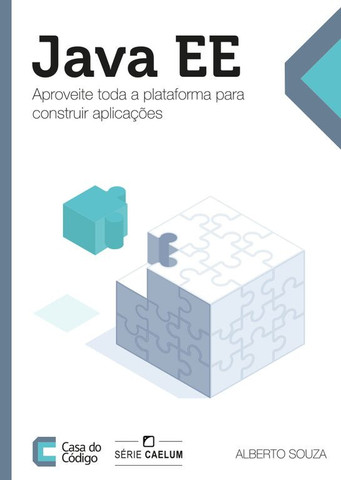 Java EE
Aproveite toda a plataforma para
construir aplicações
Casa do
Código
SÉRIE CAELUM
ALBERTO SOUZA